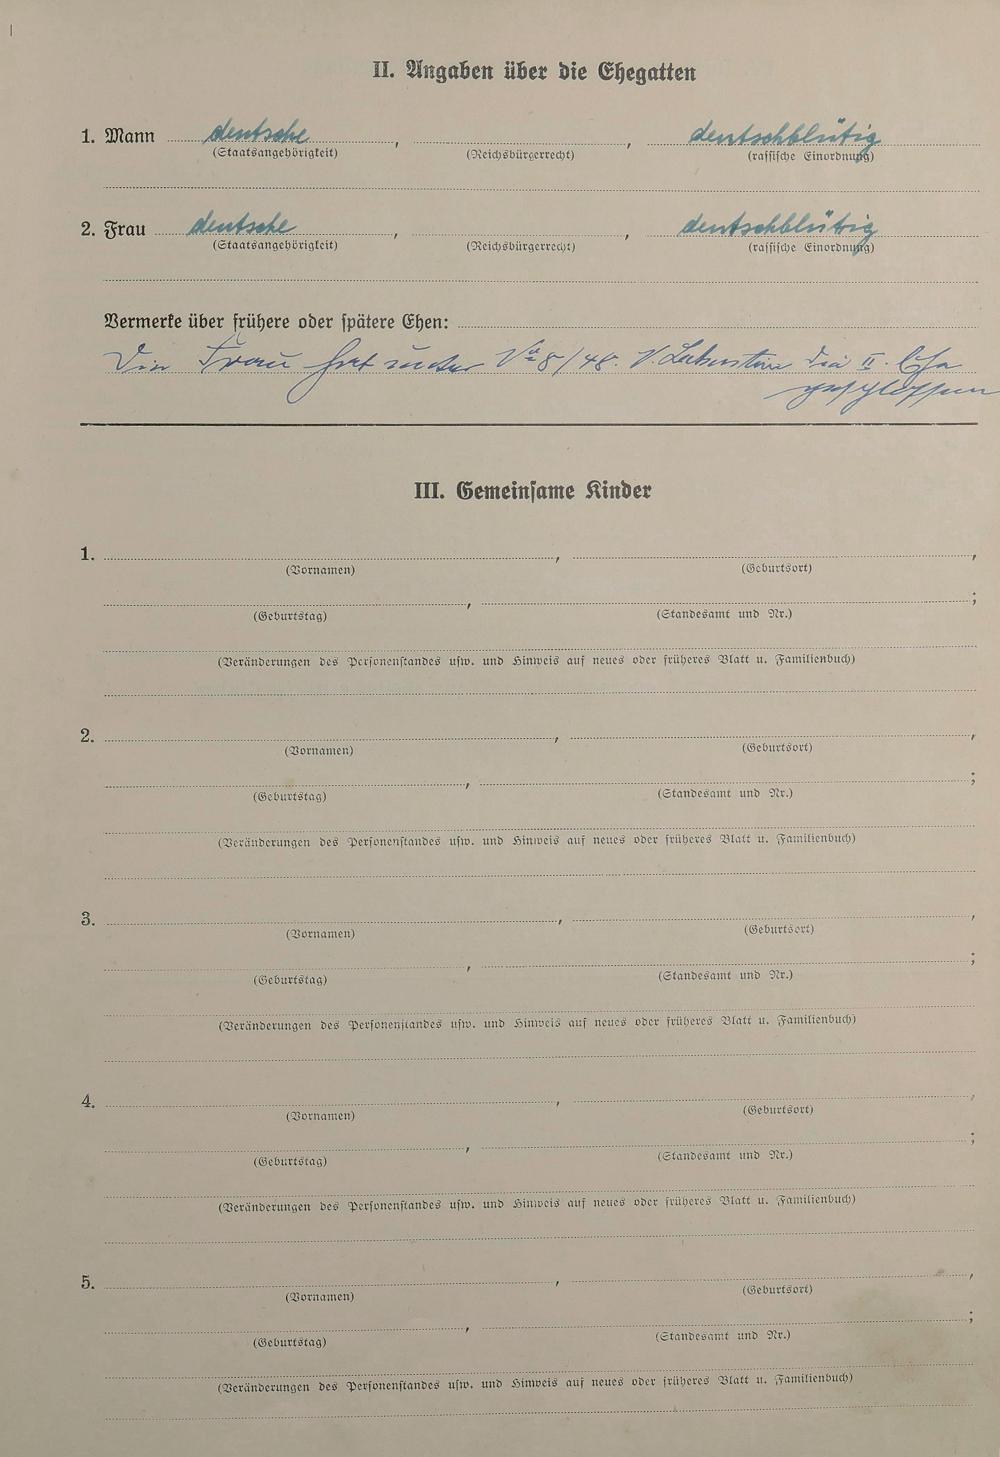 II. Angaben über die Ehegatten
1. Mann deutsche, , deutschblütig
(Staatsangehörigkeit) (Reichsbürgerrecht) (rassische Einordnung)
2. Frau deutsche, , deutschblütig
(Staatsangehörigkeit) (Reichsbürgerrecht) (rassische Einordnung)
Vermerke über frühere oder spätere Ehen:
Die Frau hat unter 8/48. die II. Ehe
geschlossen
III. Gemeinsame Kinder
1. , ,
(Vornamen) (Geburtsort)
, ;
(Geburtstag) (Standesamt und Nr.)
(Veränderungen des Personenstandes usw. und Hinweis auf neues oder früheres Blatt u. Familienbuch)
2. , ,
(Vornamen) (Geburtsort)
, ;
(Geburtstag) (Standesamt und Nr.)
(Veränderungen des Personenstandes usw. und Hinweis auf neues oder früheres Blatt u. Familienbuch)
3. , ,
(Vornamen) (Geburtsort)
, ;
(Geburtstag) (Standesamt und Nr.)
(Veränderungen des Personenstandes usw. und Hinweis auf neues oder früheres Blatt u. Familienbuch)
4. , ,
(Vornamen) (Geburtsort)
, ;
(Geburtstag) (Standesamt und Nr.)
(Veränderungen des Personenstandes usw. und Hinweis auf neues oder früheres Blatt u. Familienbuch)
5. , ,
(Vornamen) (Geburtsort)
, ;
(Geburtstag) (Standesamt und Nr.)
(Veränderungen des Personenstandes usw. und Hinweis auf neues oder früheres Blatt u. Familienbuch)